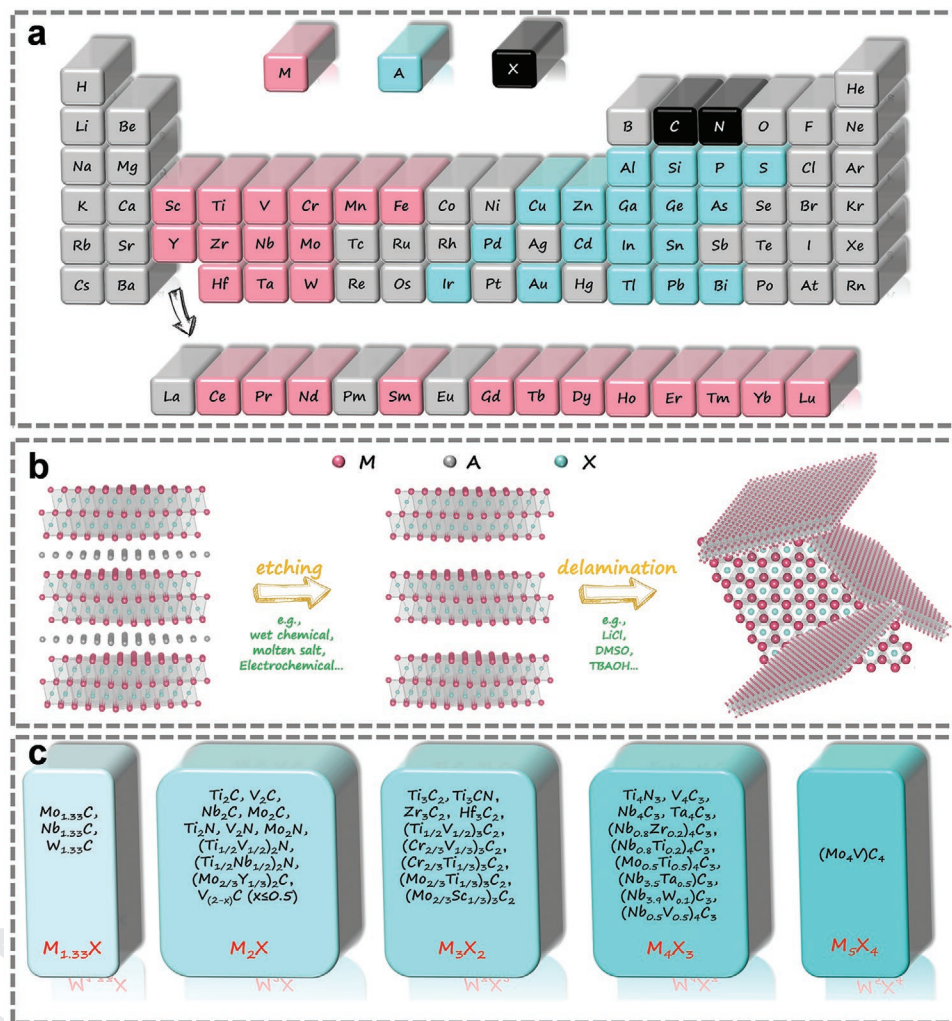 a
M A X
H He
Li Be B C N O F Ne
Na Mg Al Si P S Cl Ar
K Ca Sc Ti V Cr Mn Fe Co Ni Cu Zn Ga Ge As Se Br Kr
Rb Sr Y Zr Nb Mo Tc Ru Rh Pd Ag Cd In Sn Sb Te I Xe
Cs Ba Hf Ta W Re Os Ir Pt Au Hg Tl Pb Bi Po At Rn
La Ce Pr Nd Pm Sm Eu Gd Tb Dy Ho Er Tm Yb Lu
b
M A X
etching
e.g.,
wet chemical,
molten salt,
Electrochemical...
delamination
e.g.,
LiCl,
DMSO,
TBAOH...
c
Mo₁.₃₃C,
Nb₁.₃₃C,
W₁.₃₃C
M₁.₃₃X
Ti₂C, V₂C,
Nb₂C, Mo₂C,
Ti₂N, V₂N, Mo₂N,
(Ti₁/₂V₁/₂)₂N,
(Ti₁/₂Nb₁/₂)₂N,
(Mo₂/₃Y₁/₃)₂C,
V₍₂₋ₓ₎C (x≤0.5)
M₂X
Ti₃C₂, Ti₃CN,
Zr₃C₂, Hf₃C₂,
(Ti₁/₂V₁/₂)₃C₂,
(Cr₂/₃V₁/₃)₃C₂,
(Cr₂/₃Ti₁/₃)₃C₂,
(Mo₂/₃Ti₁/₃)₃C₂,
(Mo₂/₃Sc₁/₃)₃C₂
M₃X₂
Ti₄N₃, V₄C₃,
Nb₄C₃, Ta₄C₃,
(Nb₀.₈Zr₀.₂)₄C₃,
(Nb₀.₈Ti₀.₂)₄C₃,
(Mo₀.₅Ti₀.₅)₄C₃,
(Nb₃.₅Ta₀.₅)C₃,
(Nb₃.₉W₀.₁)C₃,
(Nb₀.₅V₀.₅)₄C₃
M₄X₃
(Mo₄V)C₄
M₅X₄